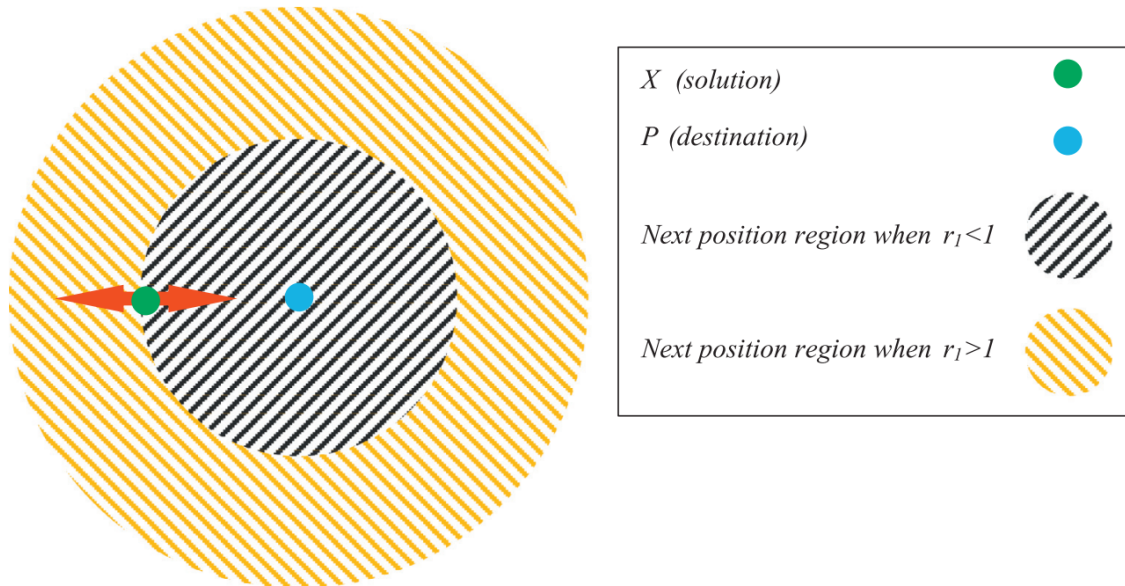 X (solution)
P (destination)
Next position region when r₁<1
Next position region when r₁>1